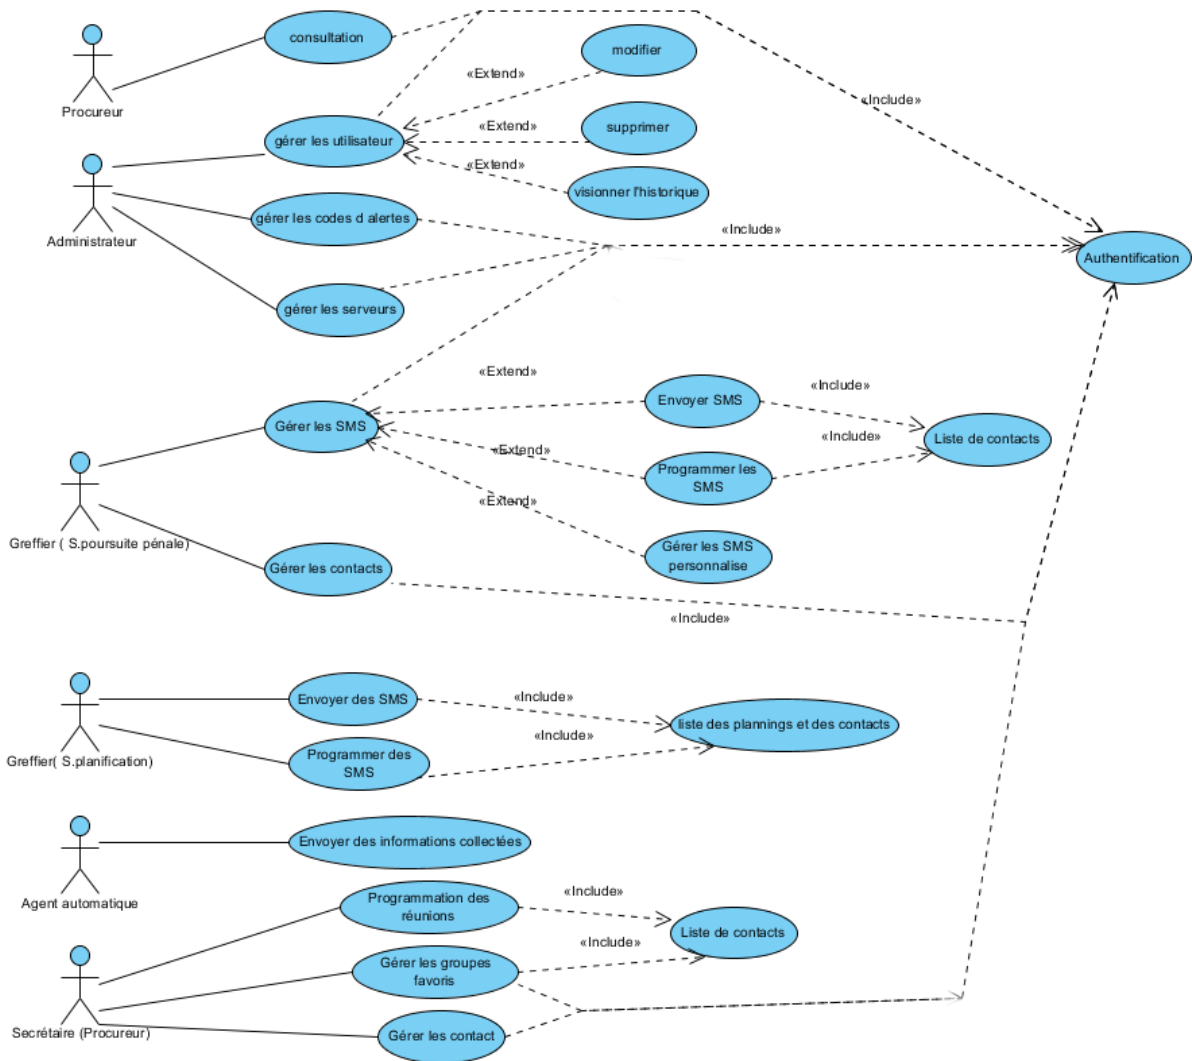 consultation
modifier
«Extend»
«Include»
Procureur
«Extend»
supprimer
gérer les utilisateur
«Extend»
visionner l'historique
gérer les codes d alertes
Administrateur
«Include»
Authentification
gérer les serveurs
«Extend»
«Include»
Envoyer SMS
Gérer les SMS
«Include»
Liste de contacts
«Extend»
Programmer les
SMS
«Extend»
Greffier ( S.poursuite pénale)
Gérer les SMS
personnalise
Gérer les contacts
«Include»
Envoyer des SMS
«Include»
liste des plannings et des contacts
«Include»
Programmer des
SMS
Greffier( S.planification)
Envoyer des informations collectées
Agent automatique
Programmation des
réunions
«Include»
Liste de contacts
«Include»
Gérer les groupes
favoris
Secrétaire (Procureur)
Gérer les contact